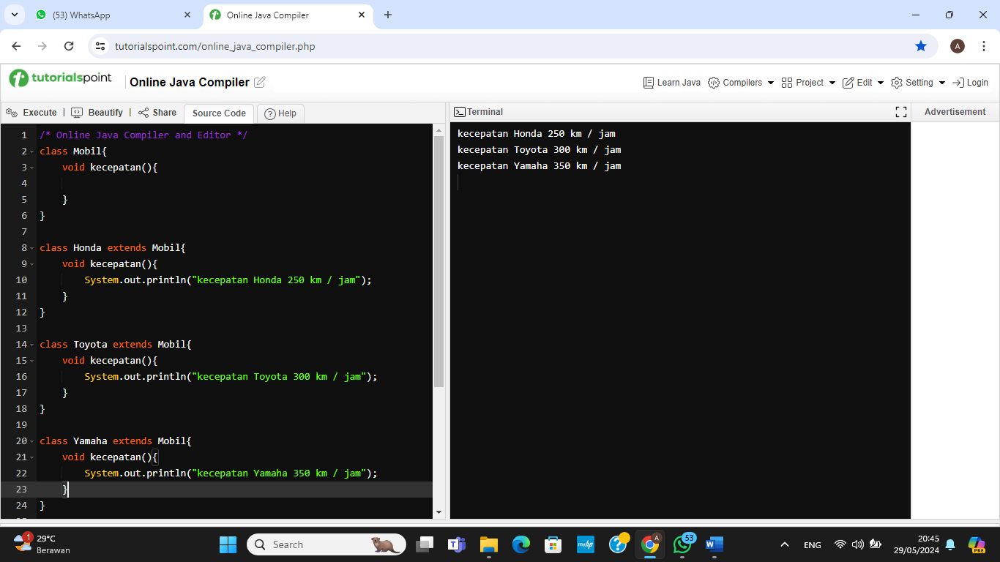 (53) WhatsApp
Online Java Compiler
tutorialspoint.com/online_java_compiler.php
A
tutorialspoint
Online Java Compiler
Learn Java
Compilers
Project
Edit
Setting
Login
Execute
Beautify
Share
Source Code
Help
1 /* Online Java Compiler and Editor */
2 class Mobil{
3 void kecepatan(){
4
5 }
6 }
7
8 class Honda extends Mobil{
9 void kecepatan(){
10 System.out.println("kecepatan Honda 250 km / jam");
11 }
12 }
13
14 class Toyota extends Mobil{
15 void kecepatan(){
16 System.out.println("kecepatan Toyota 300 km / jam");
17 }
18 }
19
20 class Yamaha extends Mobil{
21 void kecepatan(){
22 System.out.println("kecepatan Yamaha 350 km / jam");
23 }
24 }
Terminal
kecepatan Honda 250 km / jam
kecepatan Toyota 300 km / jam
kecepatan Yamaha 350 km / jam
Advertisement
1
29°C
Berawan
Search
myhp
A
53
ENG
20:45
29/05/2024
PRE